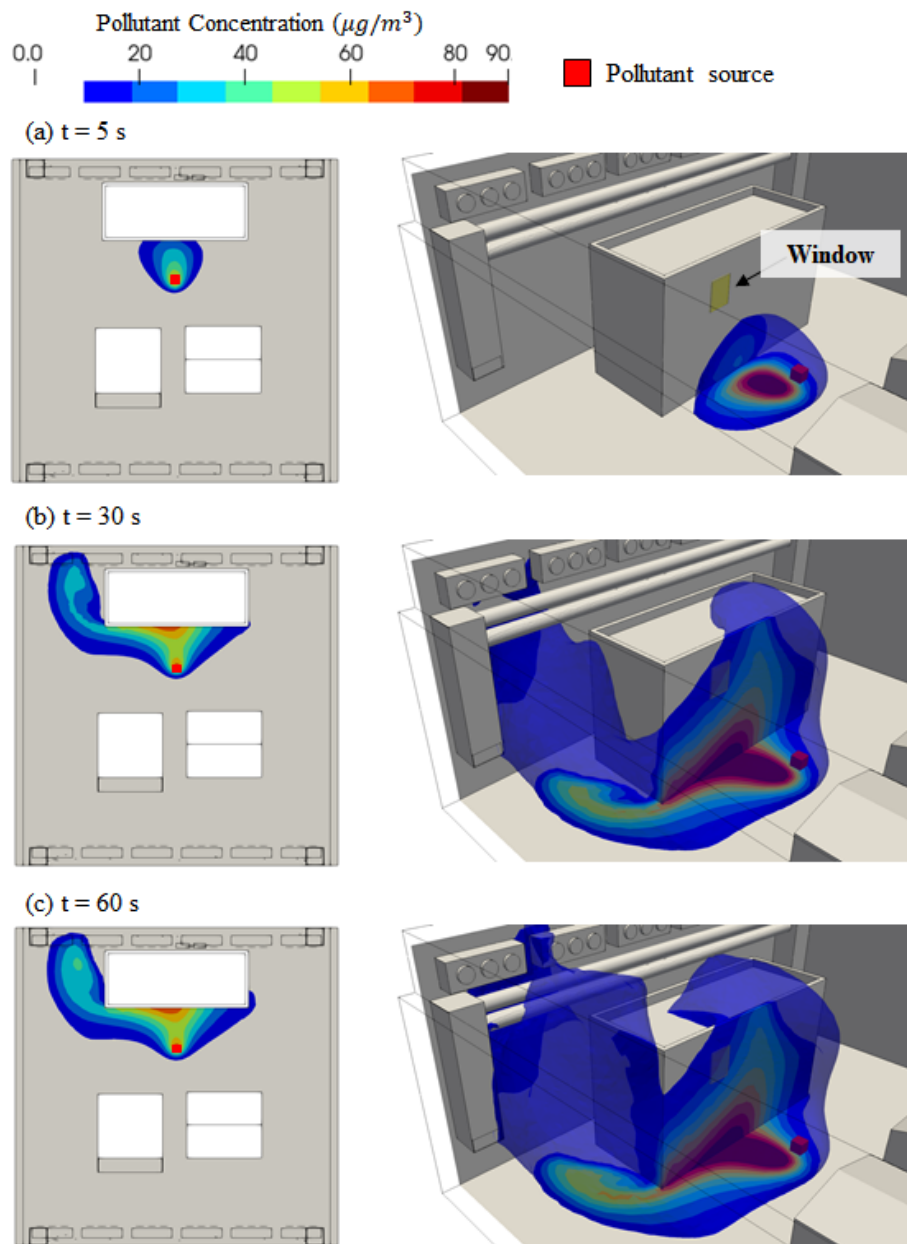 Pollutant Concentration (μg/m³)
0.0 20 40 60 80 90.
Pollutant source
(a) t = 5 s
Window
(b) t = 30 s
(c) t = 60 s